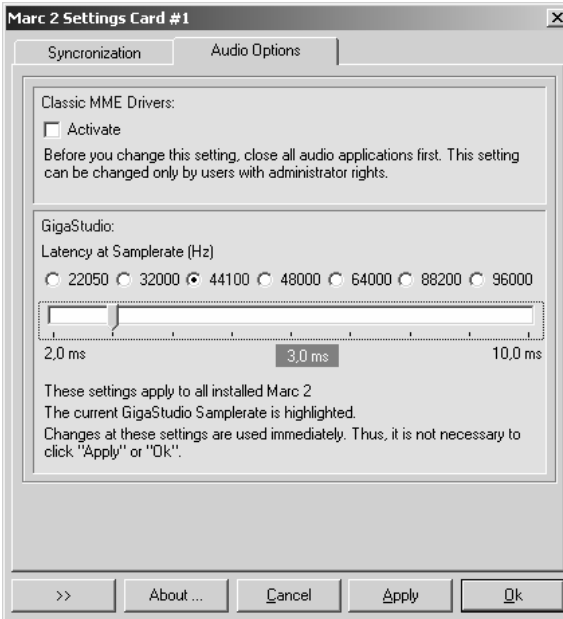 Marc 2 Settings Card #1
Syncronization Audio Options
Classic MME Drivers:
Activate
Before you change this setting, close all audio applications first. This setting
can be changed only by users with administrator rights.
GigaStudio:
Latency at Samplerate (Hz)
22050 32000 44100 48000 64000 88200 96000
2,0 ms 3,0 ms 10,0 ms
These settings apply to all installed Marc 2
The current GigaStudio Samplerate is highlighted.
Changes at these settings are used immediately. Thus, it is not necessary to
click "Apply" or "Ok".
>> About ... Cancel Apply Ok